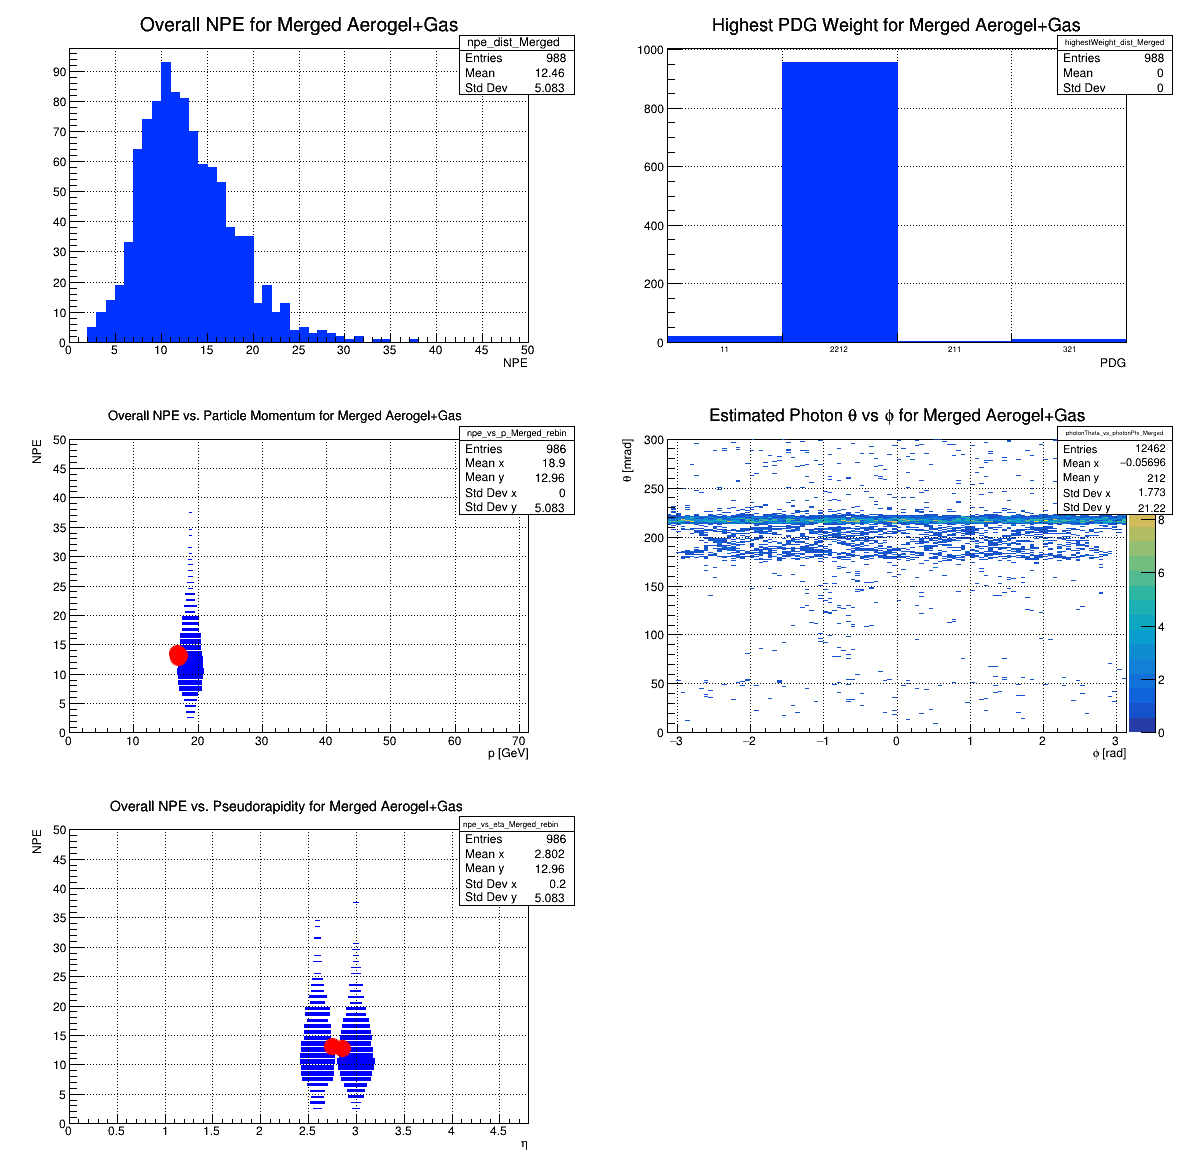 Overall NPE for Merged Aerogel+Gas
npe_dist_Merged
Entries 988
Mean 12.46
Std Dev 5.083
90
80
70
60
50
40
30
20
10
0
0 5 10 15 20 25 30 35 40 45 50
NPE
Highest PDG Weight for Merged Aerogel+Gas
highestWeight_dist_Merged
Entries 988
Mean 0
Std Dev 0
1000
800
600
400
200
0
11 2212 211 321
PDG
Overall NPE vs. Particle Momentum for Merged Aerogel+Gas
npe_vs_p_Merged_rebin
Entries 986
Mean x 18.9
Mean y 12.96
Std Dev x 0
Std Dev y 5.083
NPE
50
45
40
35
30
25
20
15
10
5
0
0 10 20 30 40 50 60 70
p [GeV]
Estimated Photon θ vs ϕ for Merged Aerogel+Gas
photonTheta_vs_photonPhi_Merged
Entries 12462
Mean x −0.05696
Mean y 212
Std Dev x 1.773
Std Dev y 21.22
θ [mrad]
300
250
200
150
100
50
0
−3 −2 −1 0 1 2 3
ϕ [rad]
8
6
4
2
0
Overall NPE vs. Pseudorapidity for Merged Aerogel+Gas
npe_vs_eta_Merged_rebin
Entries 986
Mean x 2.802
Mean y 12.96
Std Dev x 0.2
Std Dev y 5.083
NPE
50
45
40
35
30
25
20
15
10
5
0
0 0.5 1 1.5 2 2.5 3 3.5 4 4.5
η